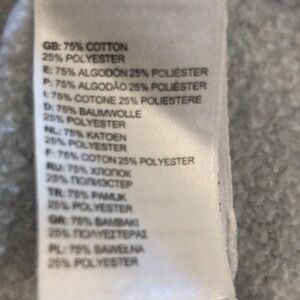 GB: 75% COTTON
25% POLYESTER
E: 75% ALGODÓN 25% POLIÉSTER
P: 75% ALGODÃO 25% POLIÉSTER
I: 75% COTONE 25% POLIESTERE
D: 75% BAUMWOLLE
25% POLYESTER
NL: 75% KATOEN
25% POLYESTER
F: 75% COTON 25% POLYESTER
RU: 75% ХЛОПОК
25% ПОЛИЭСТЕР
TR: 75% PAMUK
25% POLYESTER
GR: 75% ΒΑΜΒΑΚΙ
25% ΠΟΛΥΕΣΤΕΡΑΣ
PL: 75% BAWEŁNA
25% POLYESTER